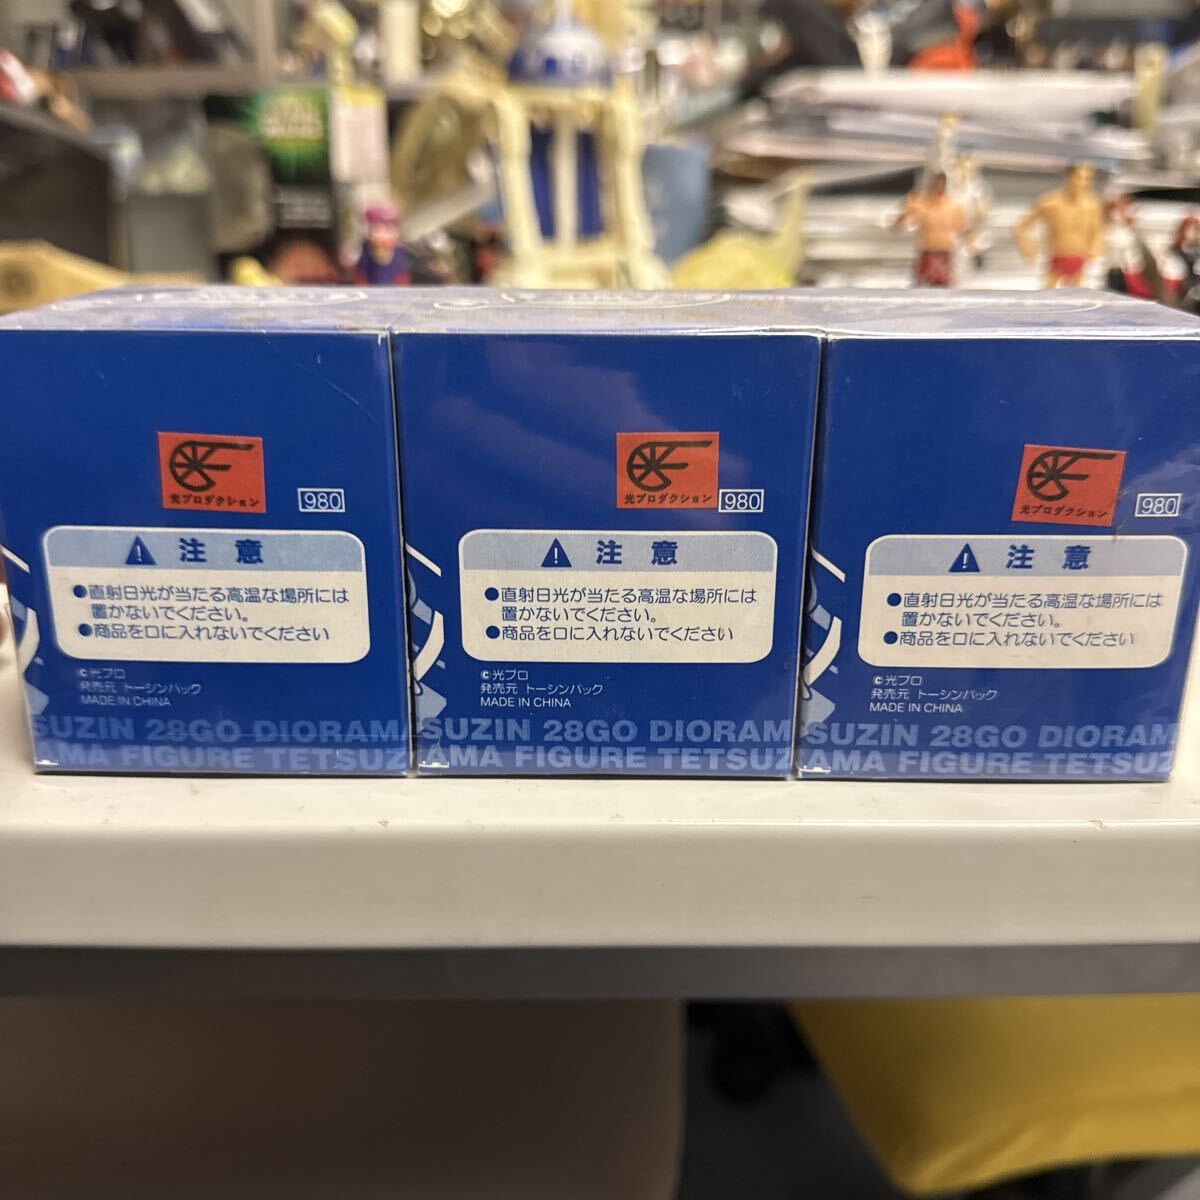 光プロダクション
980
注意
●直射日光が当たる高温な場所には
置かないでください。
●商品を口に入れないでください
©光プロ
発売元 トーシンパック
MADE IN CHINA
SUZIN 28GO DIORAM
AMA FIGURE TETSUZ
光プロダクション
980
注意
●直射日光が当たる高温な場所には
置かないでください。
●商品を口に入れないでください
©光プロ
発売元 トーシンパック
MADE IN CHINA
SUZIN 28GO DIORAM
AMA FIGURE TETSUZ
光プロダクション
980
注意
●直射日光が当たる高温な場所には
置かないでください。
●商品を口に入れないでください
©光プロ
発売元 トーシンパック
MADE IN CHINA
SUZIN 28GO DIORAM
AMA FIGURE TETSUZ